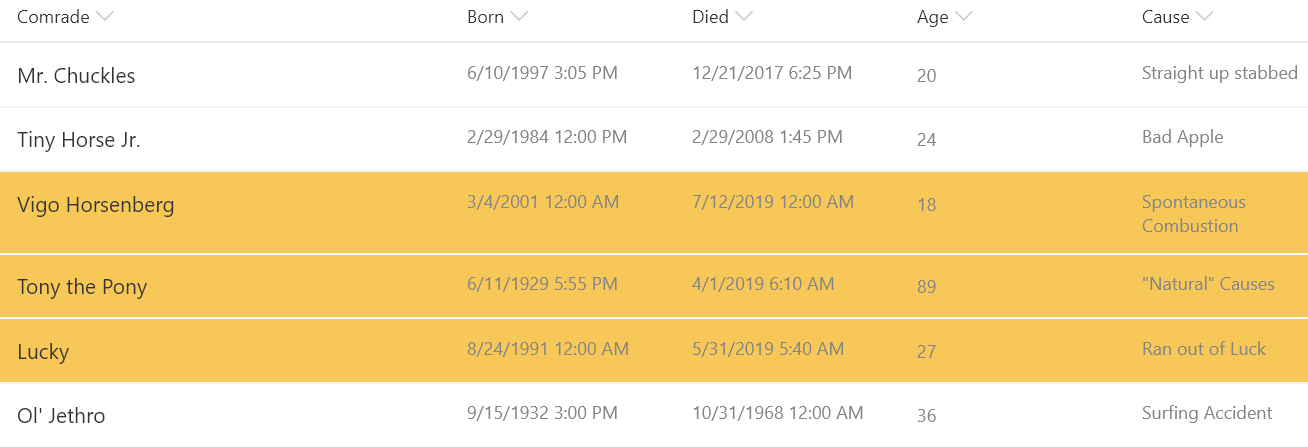 Comrade Born Died Age Cause
Mr. Chuckles 6/10/1997 3:05 PM 12/21/2017 6:25 PM 20 Straight up stabbed
Tiny Horse Jr. 2/29/1984 12:00 PM 2/29/2008 1:45 PM 24 Bad Apple
Vigo Horsenberg 3/4/2001 12:00 AM 7/12/2019 12:00 AM 18 Spontaneous
Combustion
Tony the Pony 6/11/1929 5:55 PM 4/1/2019 6:10 AM 89 "Natural" Causes
Lucky 8/24/1991 12:00 AM 5/31/2019 5:40 AM 27 Ran out of Luck
Ol' Jethro 9/15/1932 3:00 PM 10/31/1968 12:00 AM 36 Surfing Accident